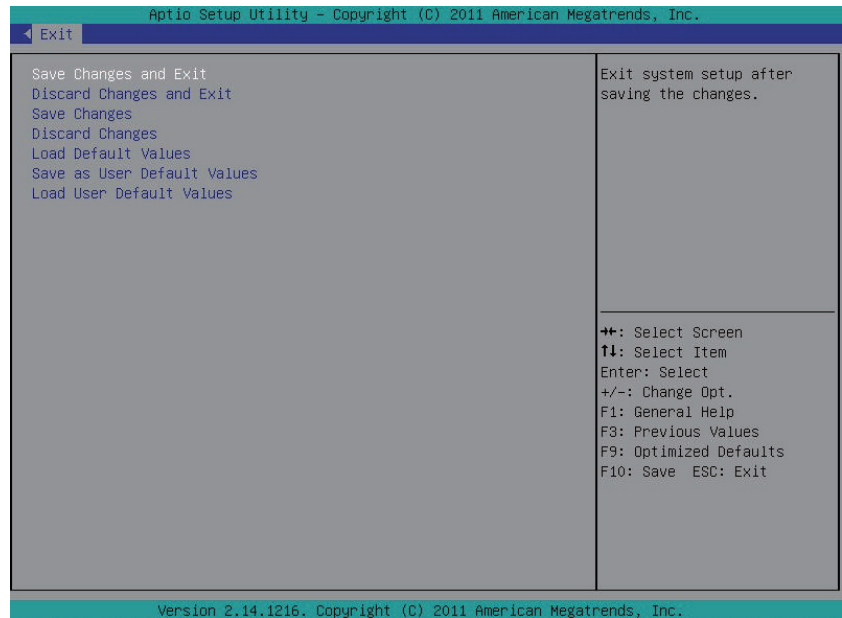 Aptio Setup Utility – Copyright (C) 2011 American Megatrends, Inc.
Exit
Save Changes and Exit
Discard Changes and Exit
Save Changes
Discard Changes
Load Default Values
Save as User Default Values
Load User Default Values
Exit system setup after
saving the changes.
→←: Select Screen
↑↓: Select Item
Enter: Select
+/-: Change Opt.
F1: General Help
F3: Previous Values
F9: Optimized Defaults
F10: Save ESC: Exit
Version 2.14.1216. Copyright (C) 2011 American Megatrends, Inc.